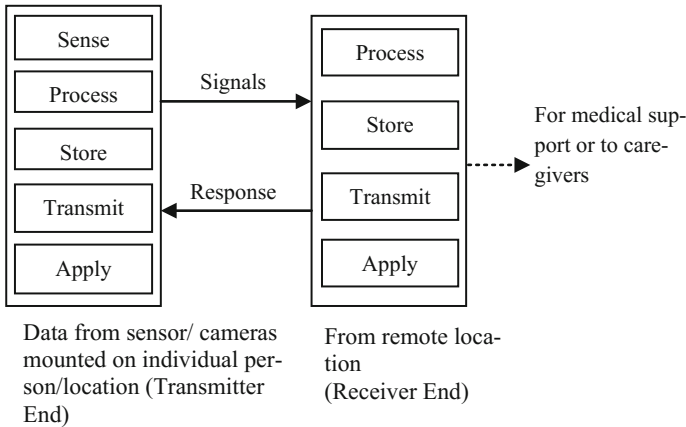 Sense
Process
Store
Transmit
Apply
Signals
Response
Process
Store
Transmit
Apply
For medical sup-
port or to care-
givers
Data from sensor/ cameras
mounted on individual per-
son/location (Transmitter
End)
From remote loca-
tion
(Receiver End)